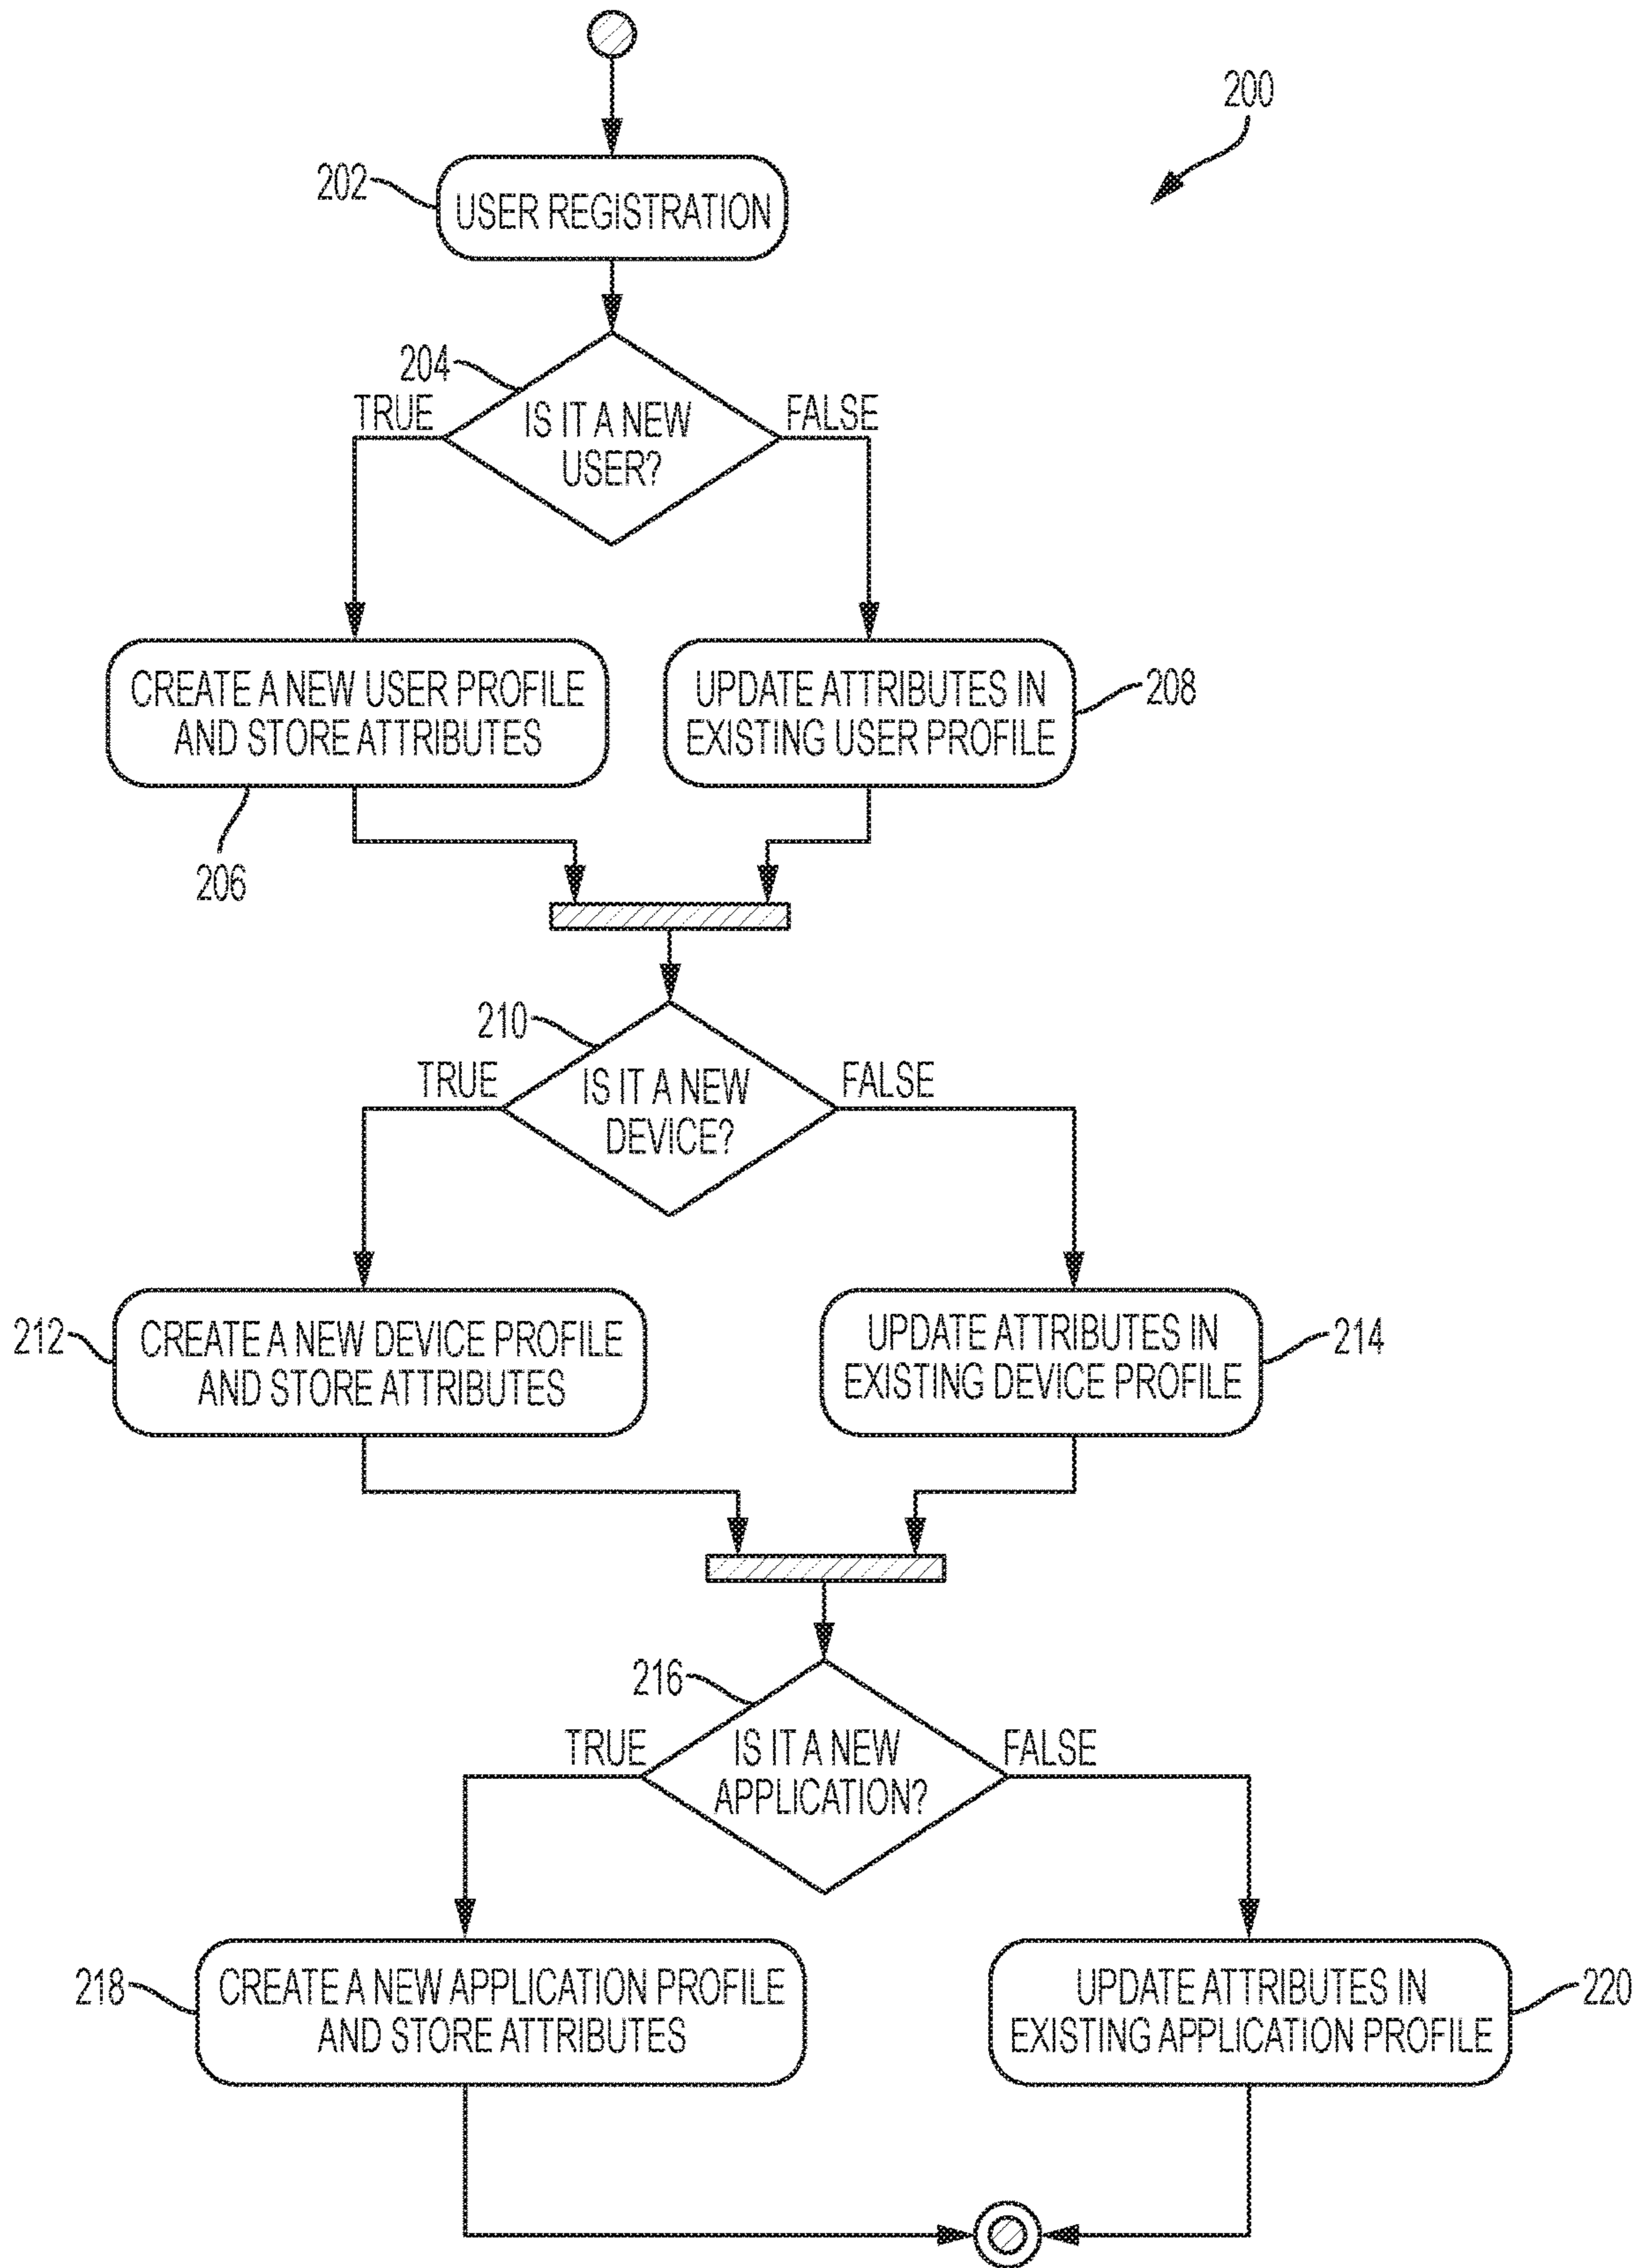 200
202
USER REGISTRATION
204
TRUE
IS IT A NEW
USER?
FALSE
CREATE A NEW USER PROFILE
AND STORE ATTRIBUTES
206
UPDATE ATTRIBUTES IN
EXISTING USER PROFILE
208
210
TRUE
IS IT A NEW
DEVICE?
FALSE
212
CREATE A NEW DEVICE PROFILE
AND STORE ATTRIBUTES
UPDATE ATTRIBUTES IN
EXISTING DEVICE PROFILE
214
216
TRUE
IS IT A NEW
APPLICATION?
FALSE
218
CREATE A NEW APPLICATION PROFILE
AND STORE ATTRIBUTES
UPDATE ATTRIBUTES IN
EXISTING APPLICATION PROFILE
220